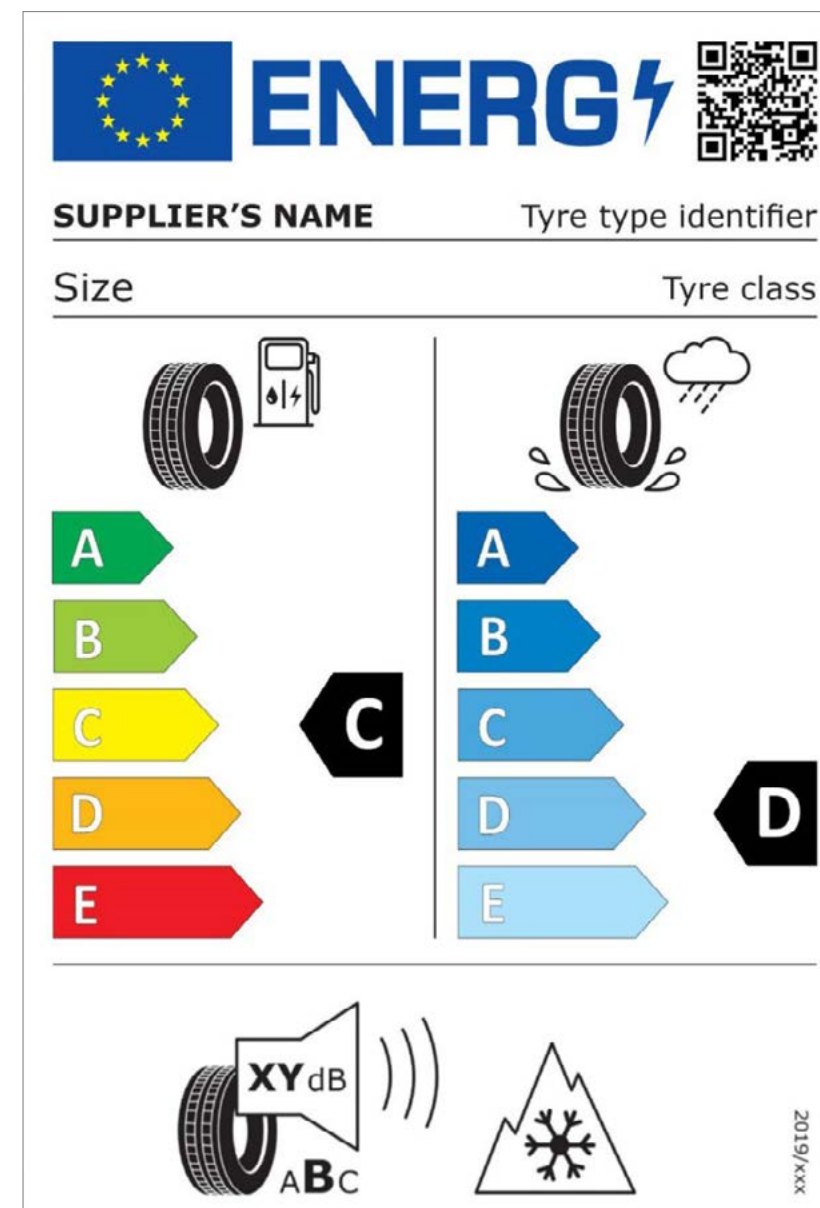 ENERG
SUPPLIER'S NAME Tyre type identifier
Size Tyre class
A
B
C
D
E
C
A
B
C
D
E
D
XYdB
ABC
2019/xxx